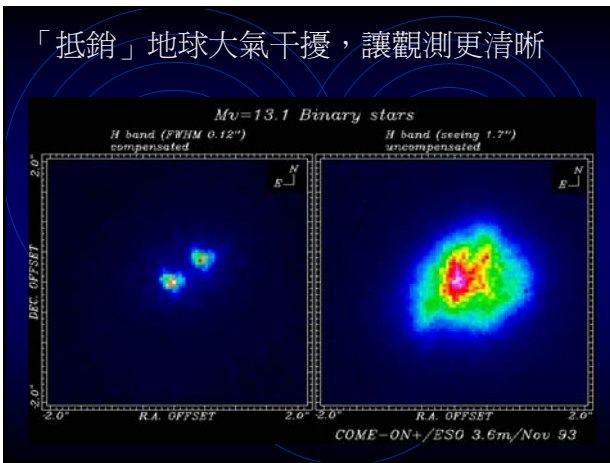 「抵銷」地球大氣干擾，讓觀測更清晰
Mv=13.1 Binary stars
H band (FWHM 0.12") compensated
H band (seeing 1.7") uncompensated
N
E
N
E
2.0"
DEC. OFFSET
-2.0"
-2.0"
R.A. OFFSET
2.0"
-2.0"
R.A. OFFSET
2.0"
COME-ON+/ESO 3.6m/Nov 93